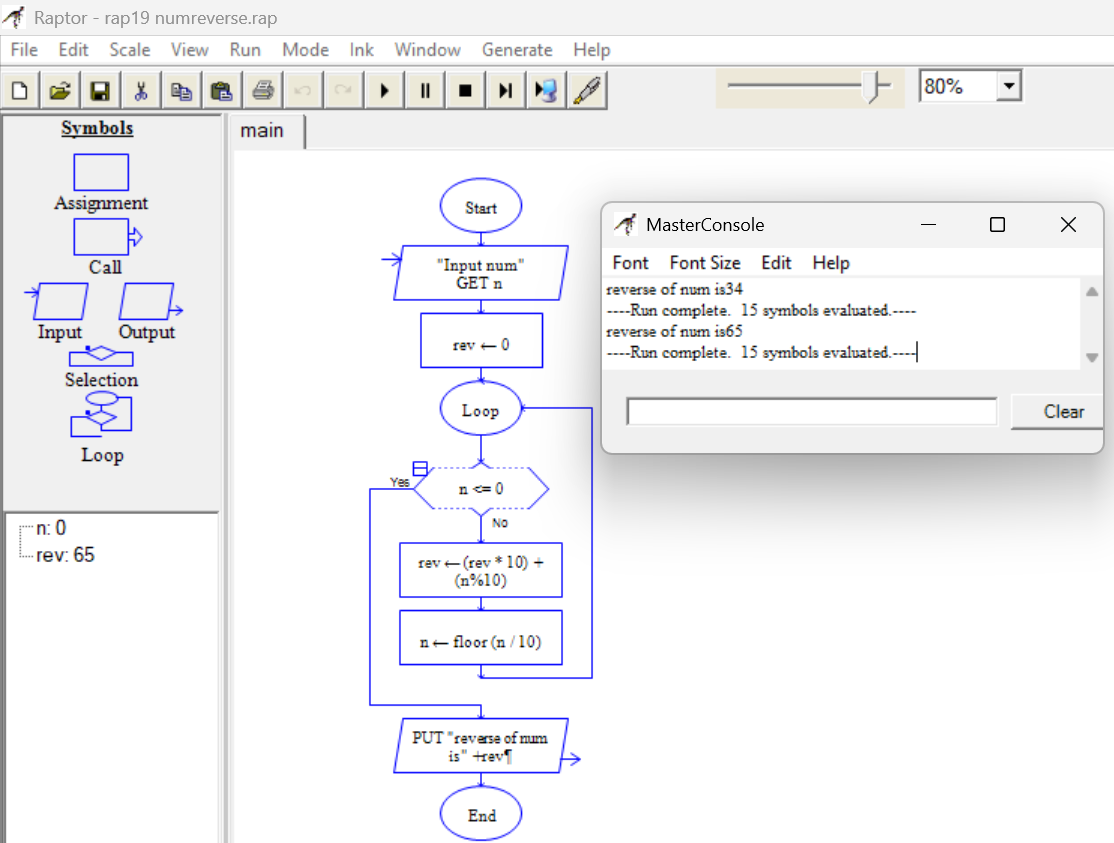 Raptor - rap19 numreverse.rap
File Edit Scale View Run Mode Ink Window Generate Help
80%
Symbols
Assignment
Call
Input Output
Selection
Loop
n: 0
rev: 65
main
Start
"Input num"
GET n
rev ← 0
Loop
Yes
n <= 0
No
rev ← (rev * 10) +
(n%10)
n ← floor (n / 10)
PUT "reverse of num
is" +rev¶
End
MasterConsole
Font Font Size Edit Help
reverse of num is34
----Run complete.  15 symbols evaluated.----
reverse of num is65
----Run complete.  15 symbols evaluated.----
Clear